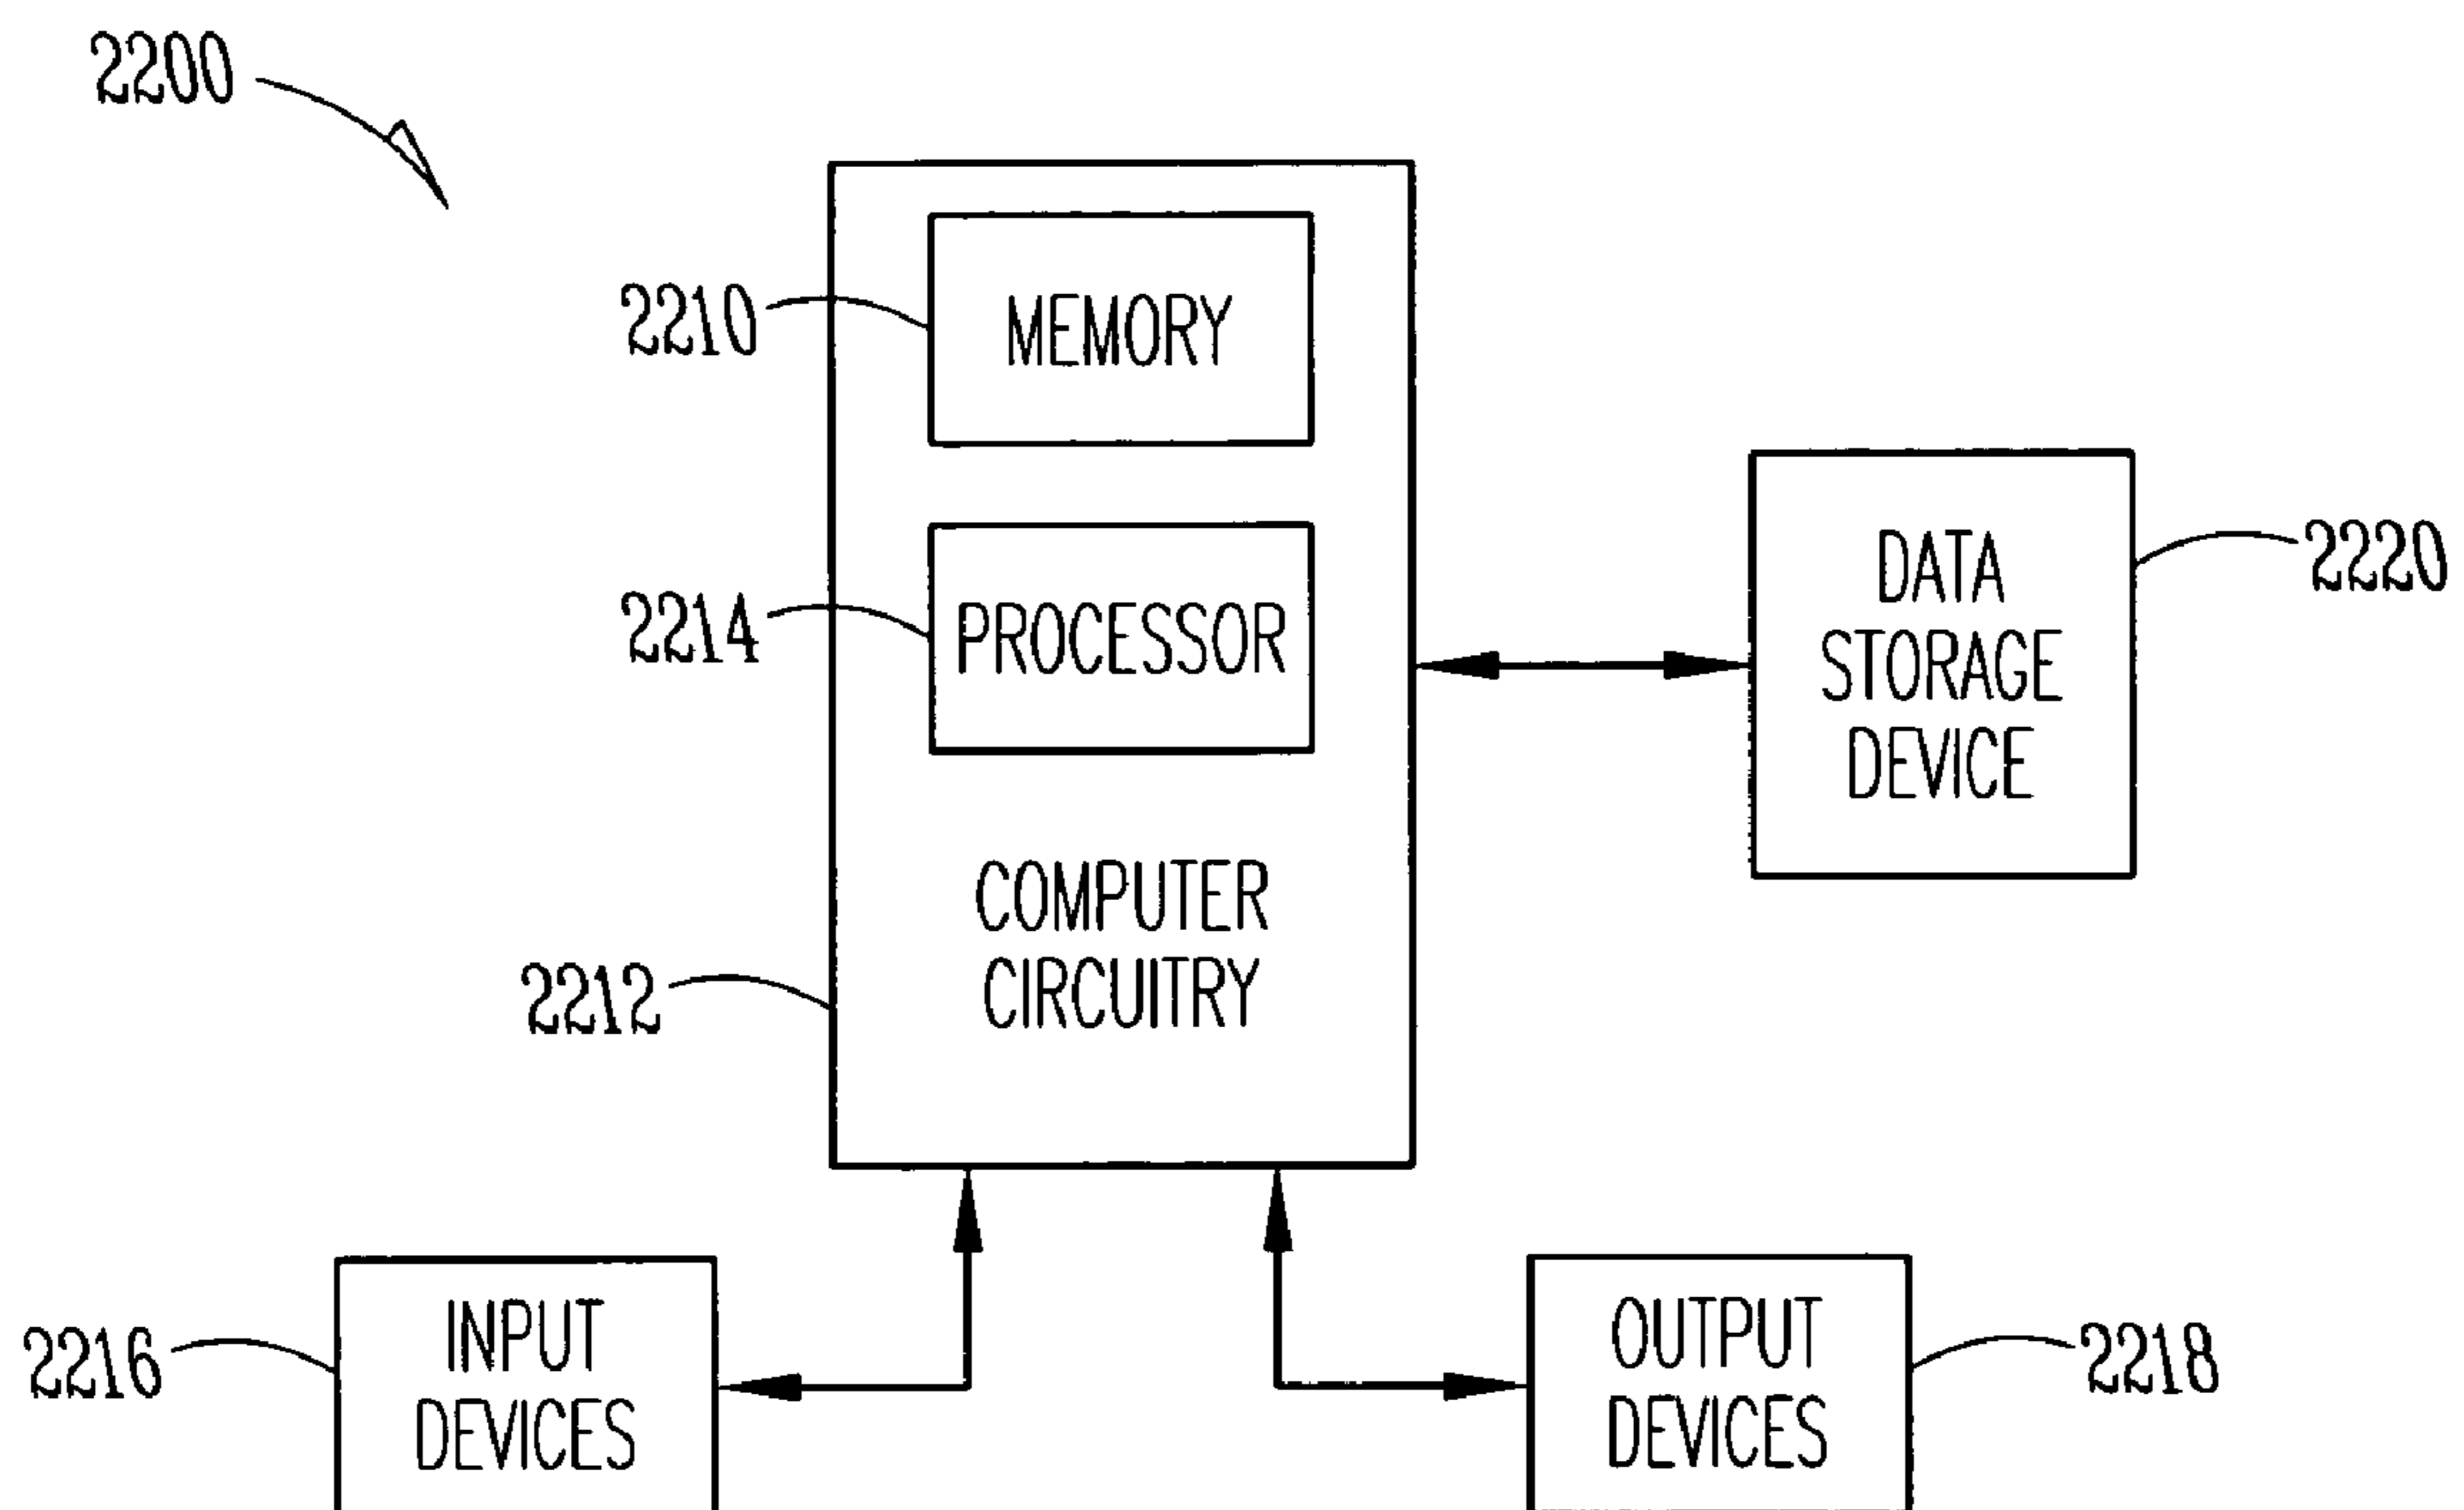 2200
2210
MEMORY
2214
PROCESSOR
DATA
STORAGE
DEVICE
2220
COMPUTER
CIRCUITRY
2212
2216
INPUT
DEVICES
OUTPUT
DEVICES
2218